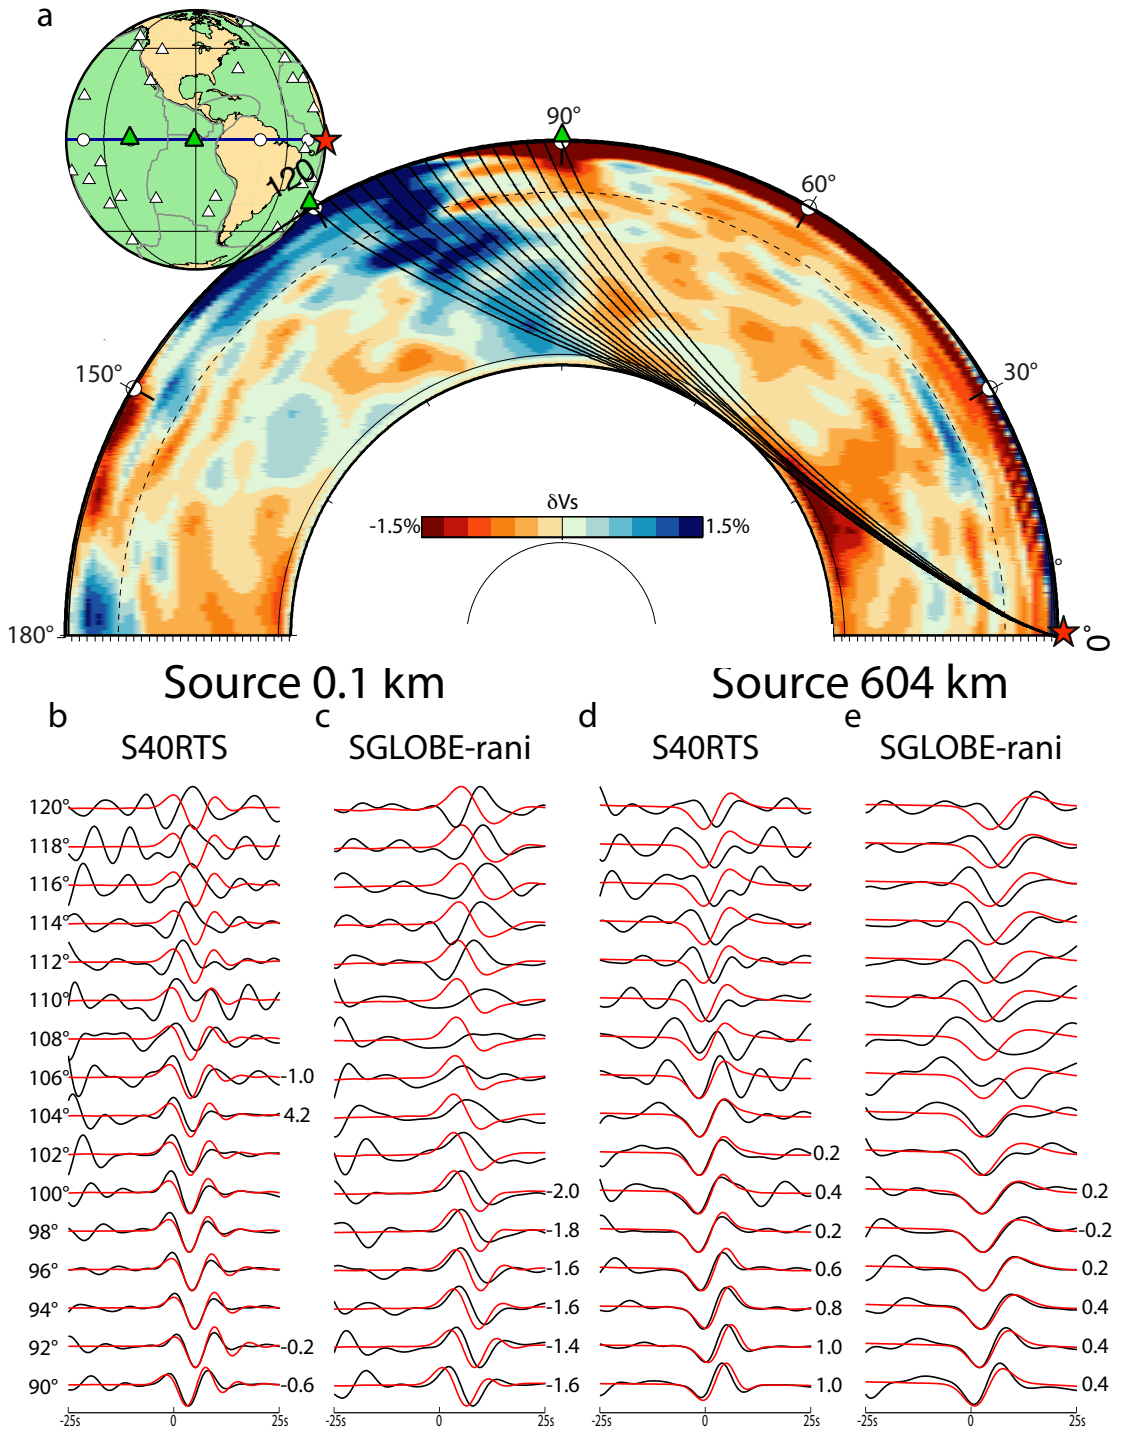 a
120
90°
60°
30°
150°
180°
0°
°
δVs
-1.5%
1.5%
Source 0.1 km
Source 604 km
b
c
d
e
S40RTS
SGLOBE-rani
S40RTS
SGLOBE-rani
120°
118°
116°
114°
112°
110°
108°
106° -1.0
104° 4.2
102° 0.2
100° -2.0 0.4 0.2
98° -1.8 0.2 -0.2
96° -1.6 0.6 0.2
94° -1.6 0.8 0.4
92° -0.2 -1.4 1.0 0.4
90° -0.6 -1.6 1.0 0.4
-25s 0 25s -25s 0 25s -25s 0 25s -25s 0 25s